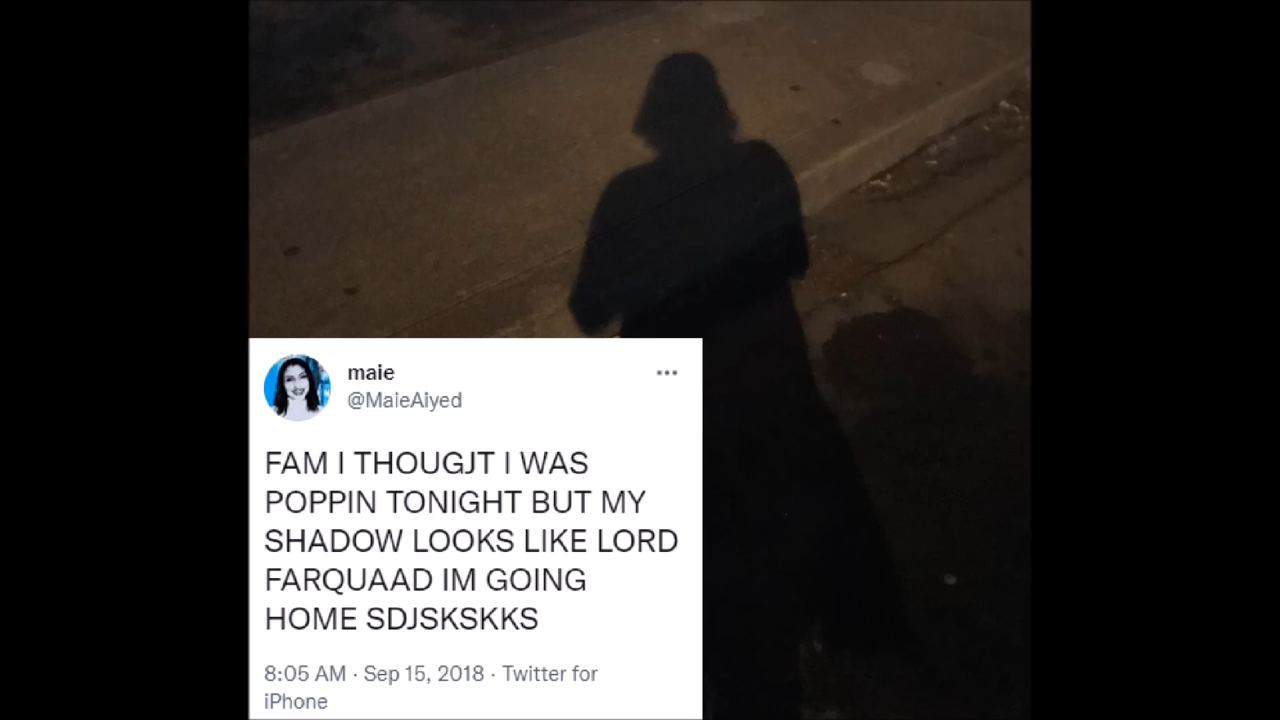 maie
@MaieAiyed
FAM I THOUGJT I WAS
POPPIN TONIGHT BUT MY
SHADOW LOOKS LIKE LORD
FARQUAAD IM GOING
HOME SDJSKSKKS
8:05 AM · Sep 15, 2018 · Twitter for
iPhone